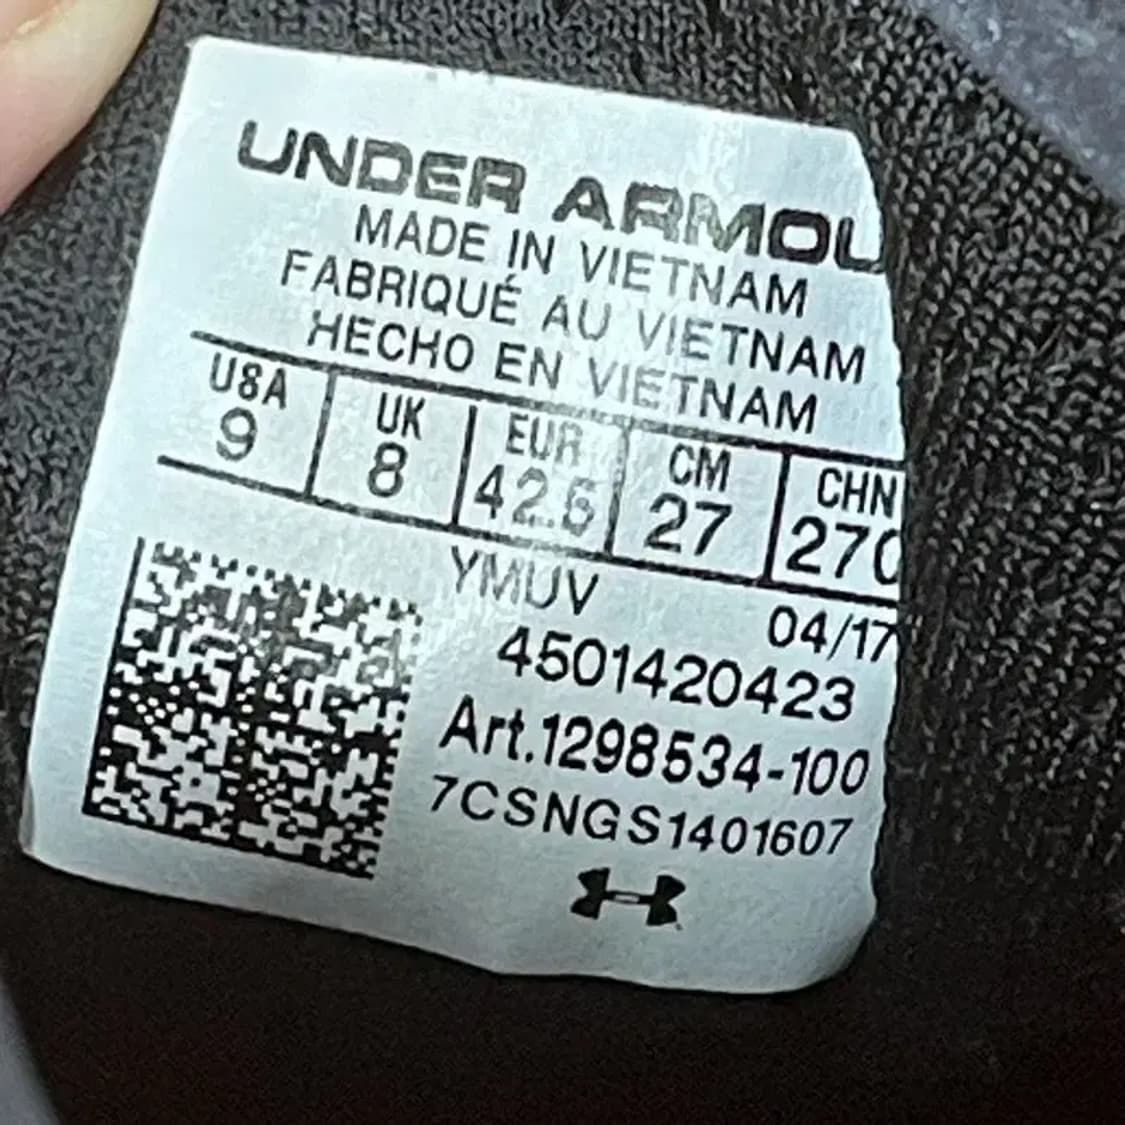 UNDER ARMOU
MADE IN VIETNAM
FABRIQUÉ AU VIETNAM
HECHO EN VIETNAM
USA UK EUR CM CHN
9 8 42.5 27 270
YMUV 04/17
4501420423
Art.1298534-100
7CSNGS1401607